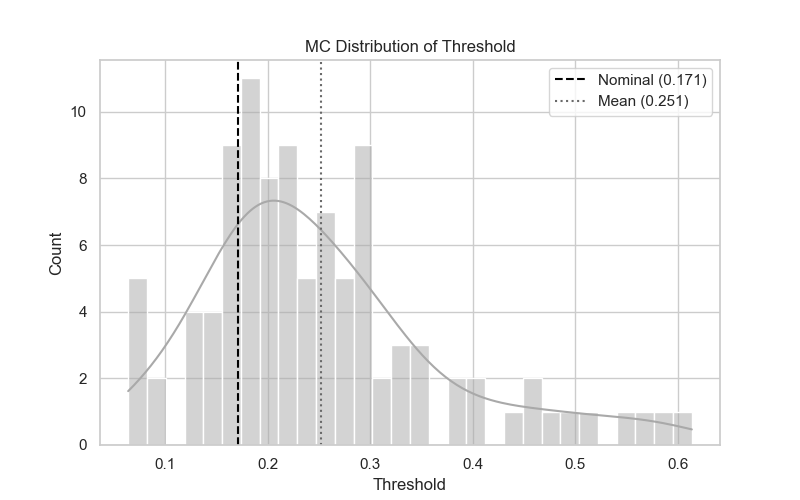 MC Distribution of Threshold
Nominal (0.171)
Mean (0.251)
Count
10
8
6
4
2
0
0.1 0.2 0.3 0.4 0.5 0.6
Threshold